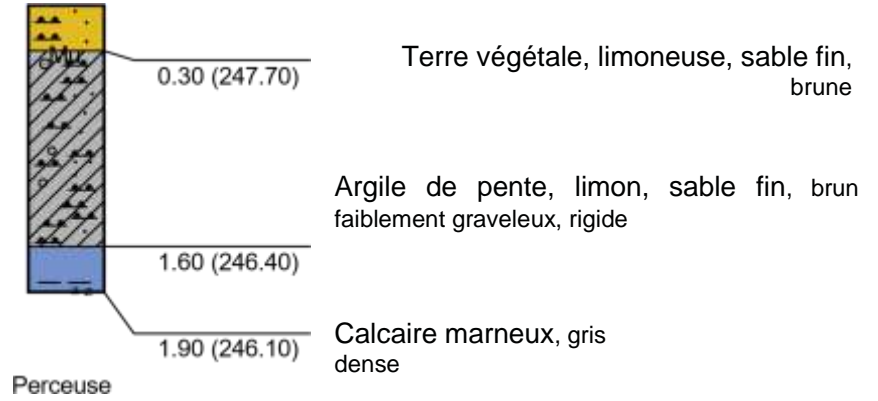 Mu
Terre végétale, limoneuse, sable fin,
0.30 (247.70)
brune
Argile de pente, limon, sable fin, brun
faiblement graveleux, rigide
1.60 (246.40)
Calcaire marneux, gris
1.90 (246.10)
dense
Perceuse